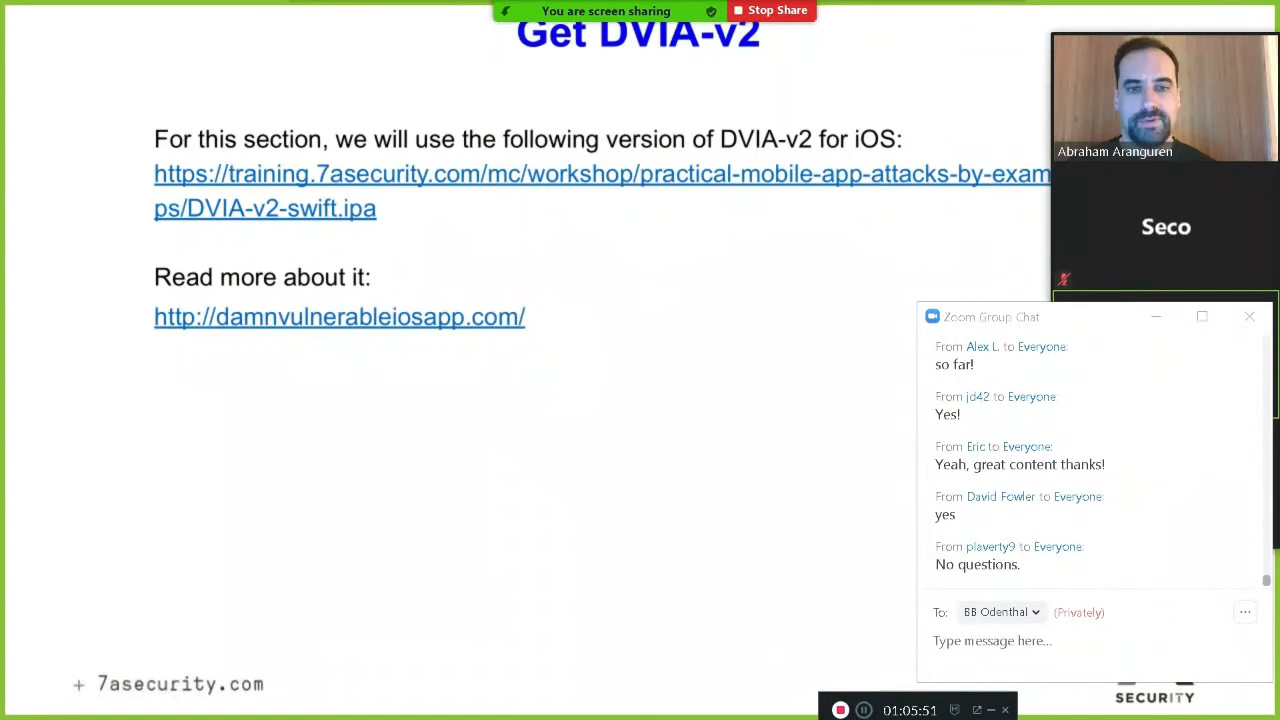 You are screen sharing
Stop Share
Get DVIA-v2
For this section, we will use the following version of DVIA-v2 for iOS:
https://training.7asecurity.com/mc/workshop/practical-mobile-app-attacks-by-exam
ps/DVIA-v2-swift.ipa
Read more about it:
http://damnvulnerableiosapp.com/
Abraham Aranguren
Seco
Zoom Group Chat
From Alex L. to Everyone:
so far!
From jd42 to Everyone:
Yes!
From Eric to Everyone:
Yeah, great content thanks!
From David Fowler to Everyone:
yes
From plaverty9 to Everyone:
No questions.
To: BB Odenthal (Privately)
Type message here...
+ 7asecurity.com
SECURITY
01:05:51